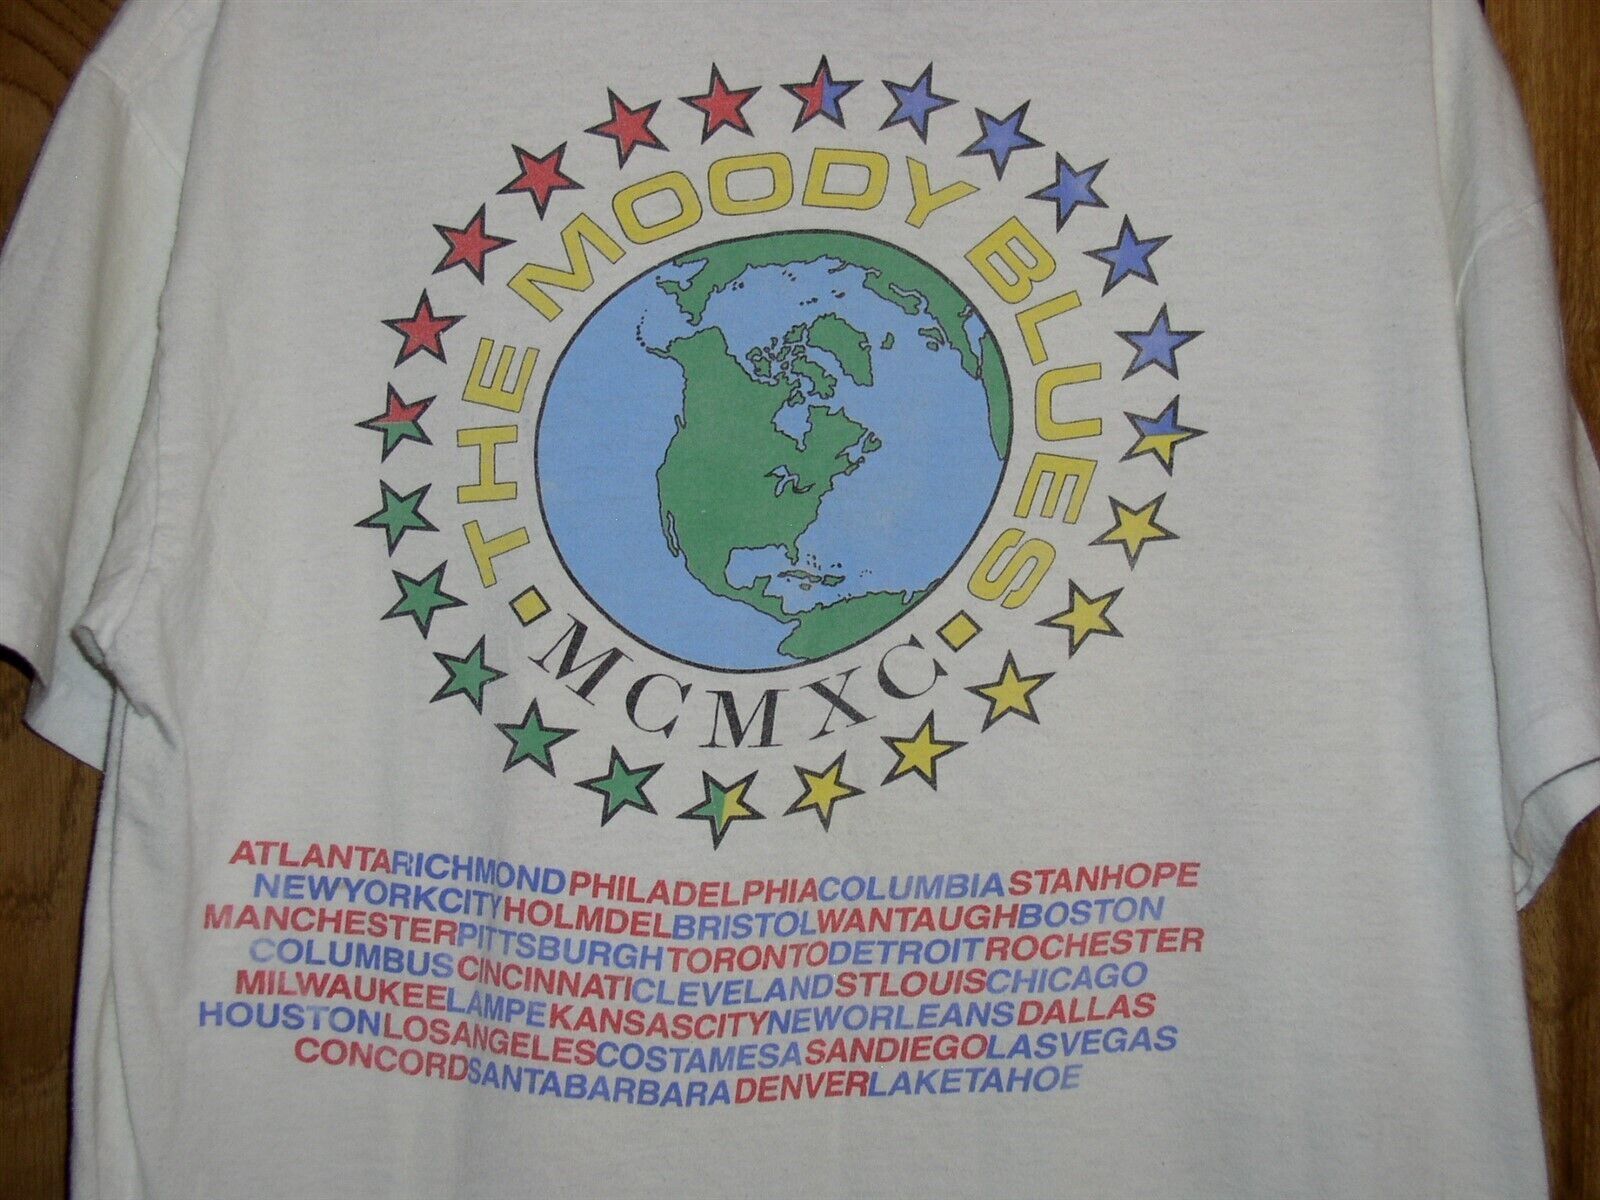 THE MOODY BLUES
MCMXC
ATLANTARICHMONDPHILADELPHIACOLUMBIASTANHOPE
NEWYORKCITYHOLMDELBRISTOLWANTAUGHBOSTON
MANCHESTERPITTSBURGHTORONTODETROITROCHESTER
COLUMBUSCINCINNATICLEVELANDSTLOUISCHICAGO
MILWAUKEELAMPEKANSASCITYNEWORLEANSDALLAS
HOUSTONLOSANGELESCOSTAMESASANDIEGOLASVEGAS
CONCORDSANTABARBARADENVERLAKETAHOE